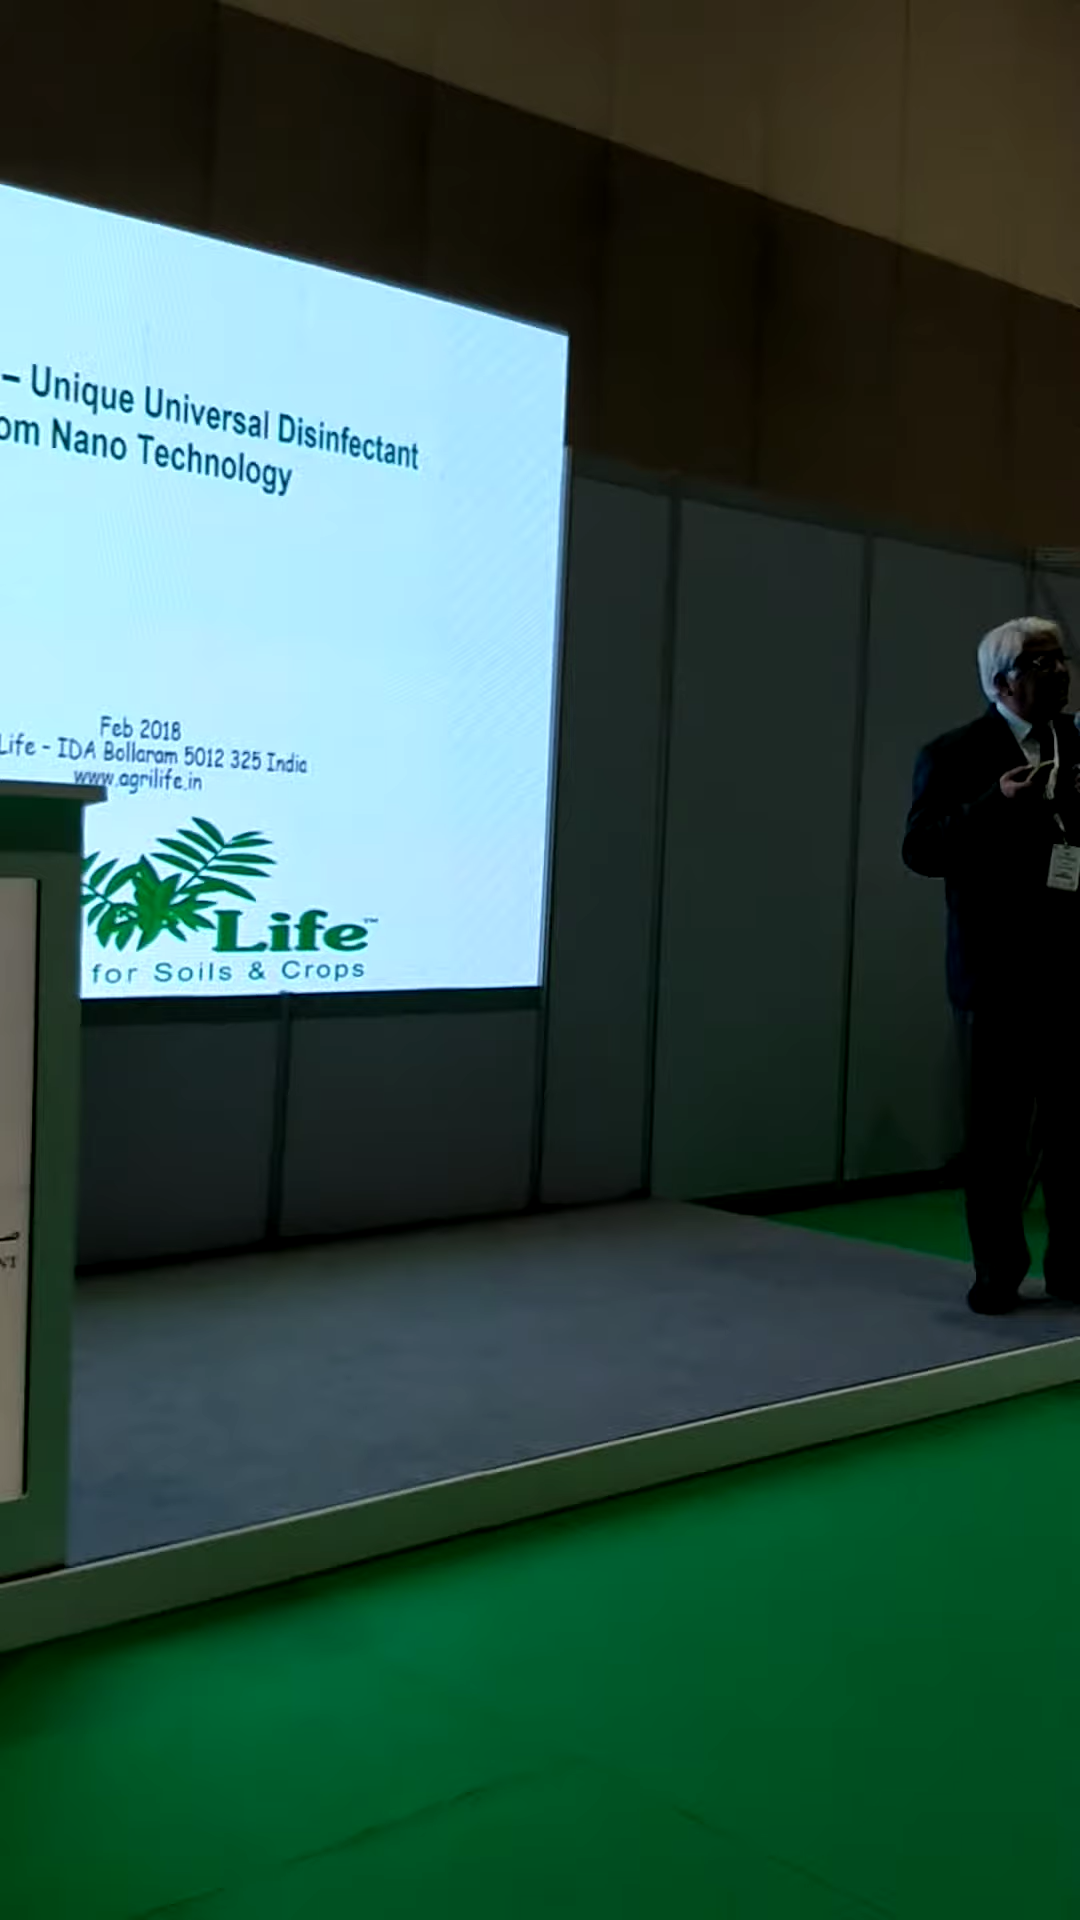 – Unique Universal Disinfectant
om Nano Technology
Feb 2018
Life - IDA Bollaram 5012 325 India
www.agrilife.in
Life™
for Soils & Crops
NT